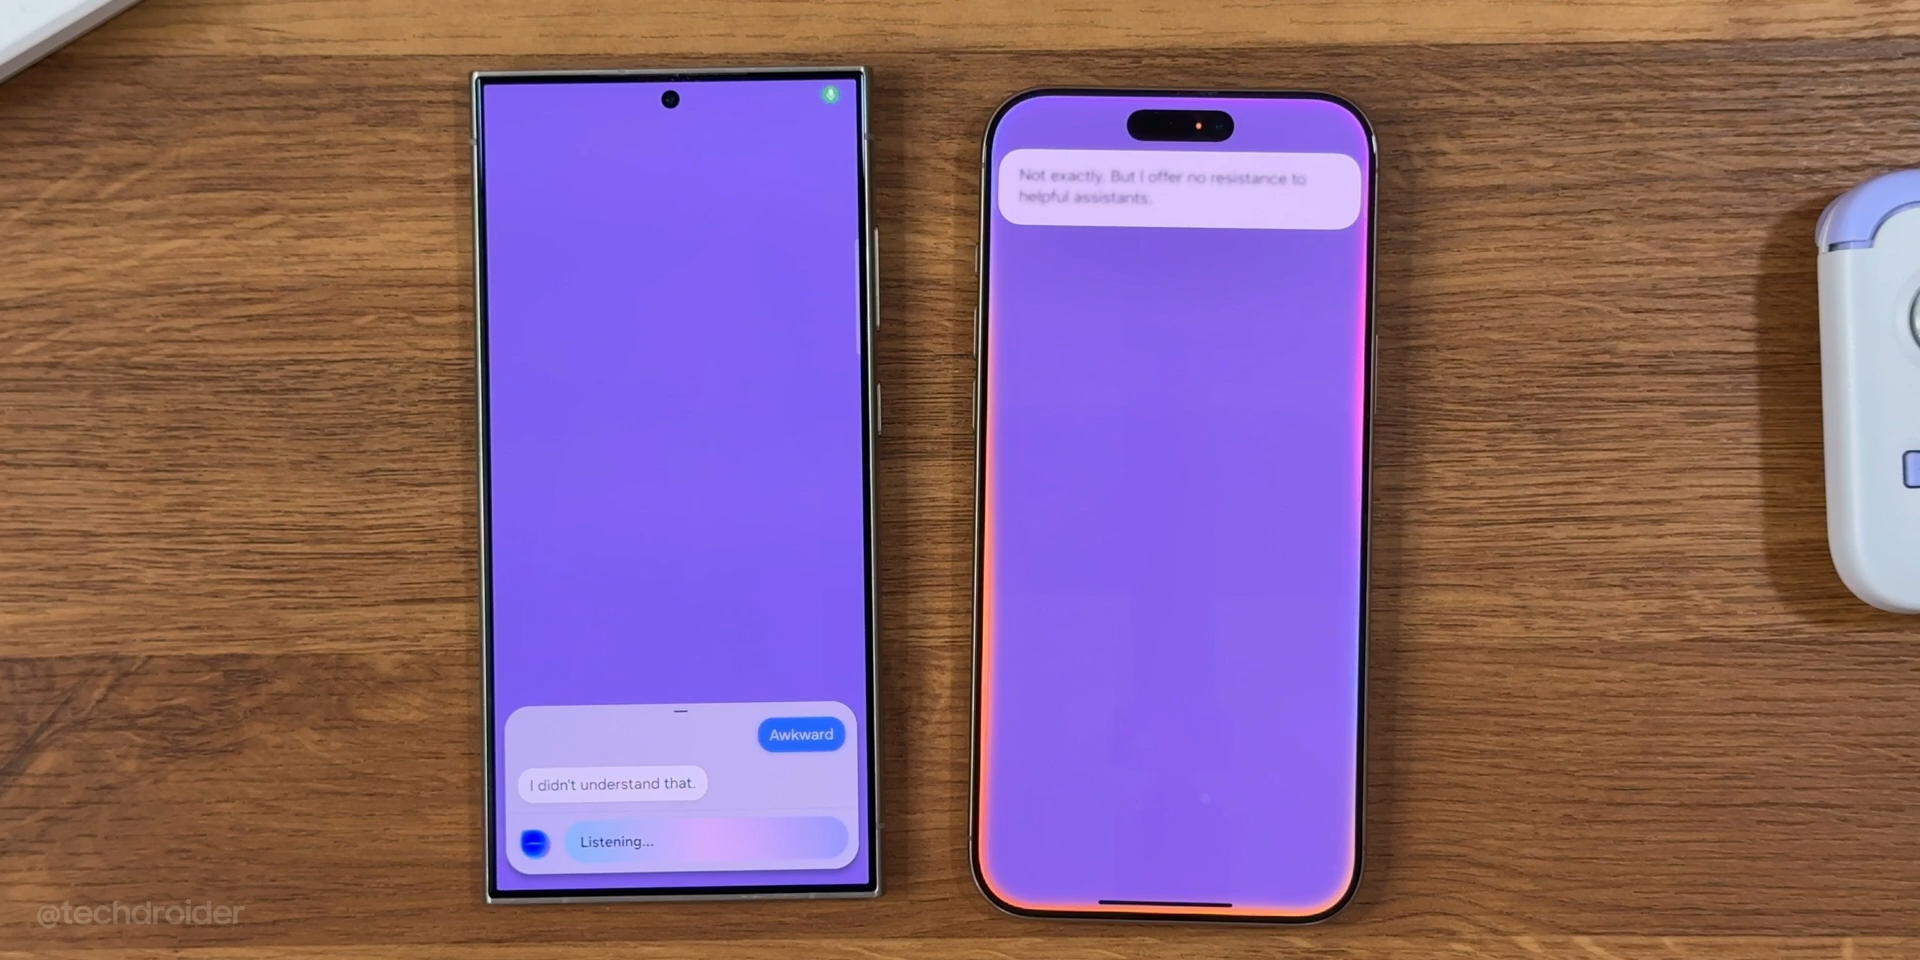 Not exactly. But I offer no resistance to
helpful assistants.
Awkward
I didn't understand that.
Listening...
@techdroider